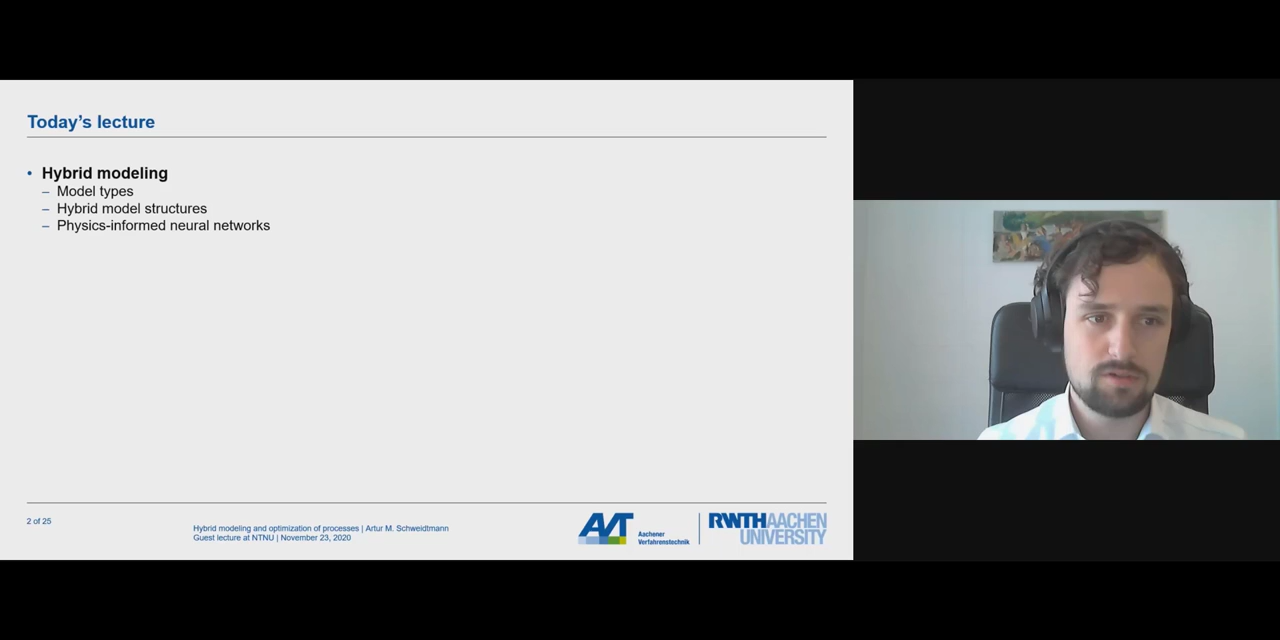 Today's lecture
• Hybrid modeling
– Model types
– Hybrid model structures
– Physics-informed neural networks
2 of 25
Hybrid modeling and optimization of processes | Artur M. Schweidtmann
Guest lecture at NTNU | November 23, 2020
AVT
Aachener
Verfahrenstechnik
RWTHAACHEN
UNIVERSITY